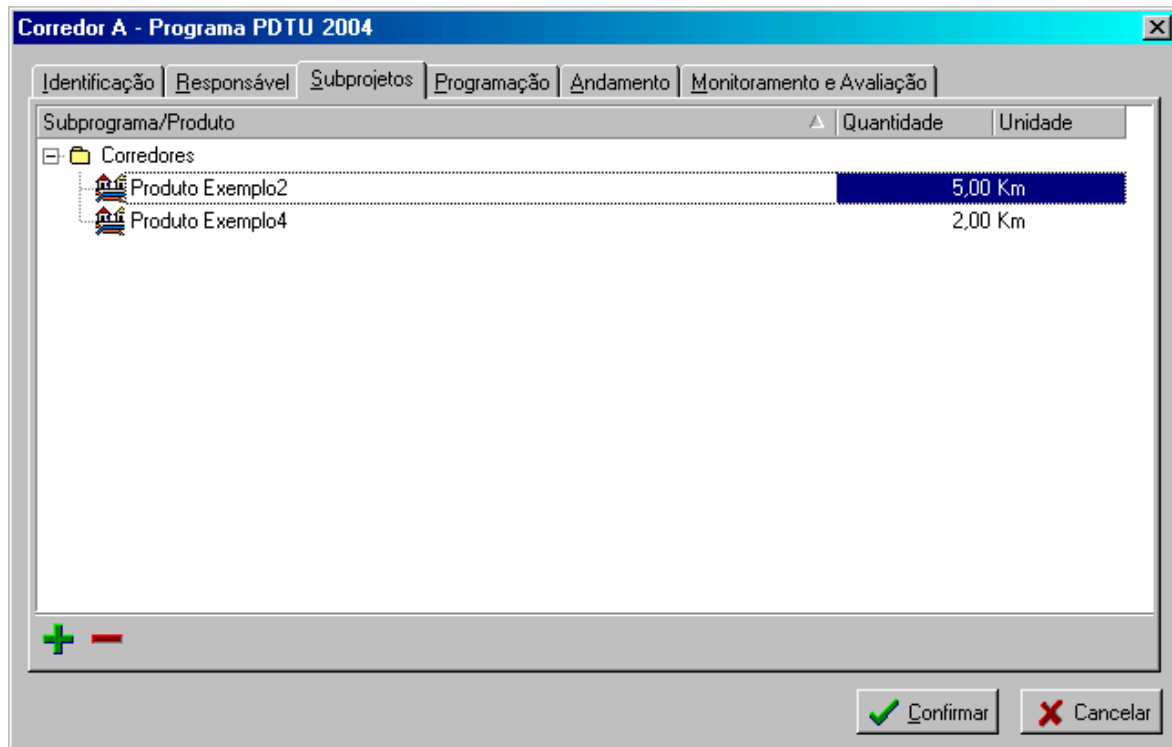 Corredor A - Programa PDTU 2004
Identificação Responsável Subprojetos Programação Andamento Monitoramento e Avaliação
Subprograma/Produto Quantidade Unidade
Corredores
Produto Exemplo2 5,00 Km
Produto Exemplo4 2,00 Km
Confirmar Cancelar